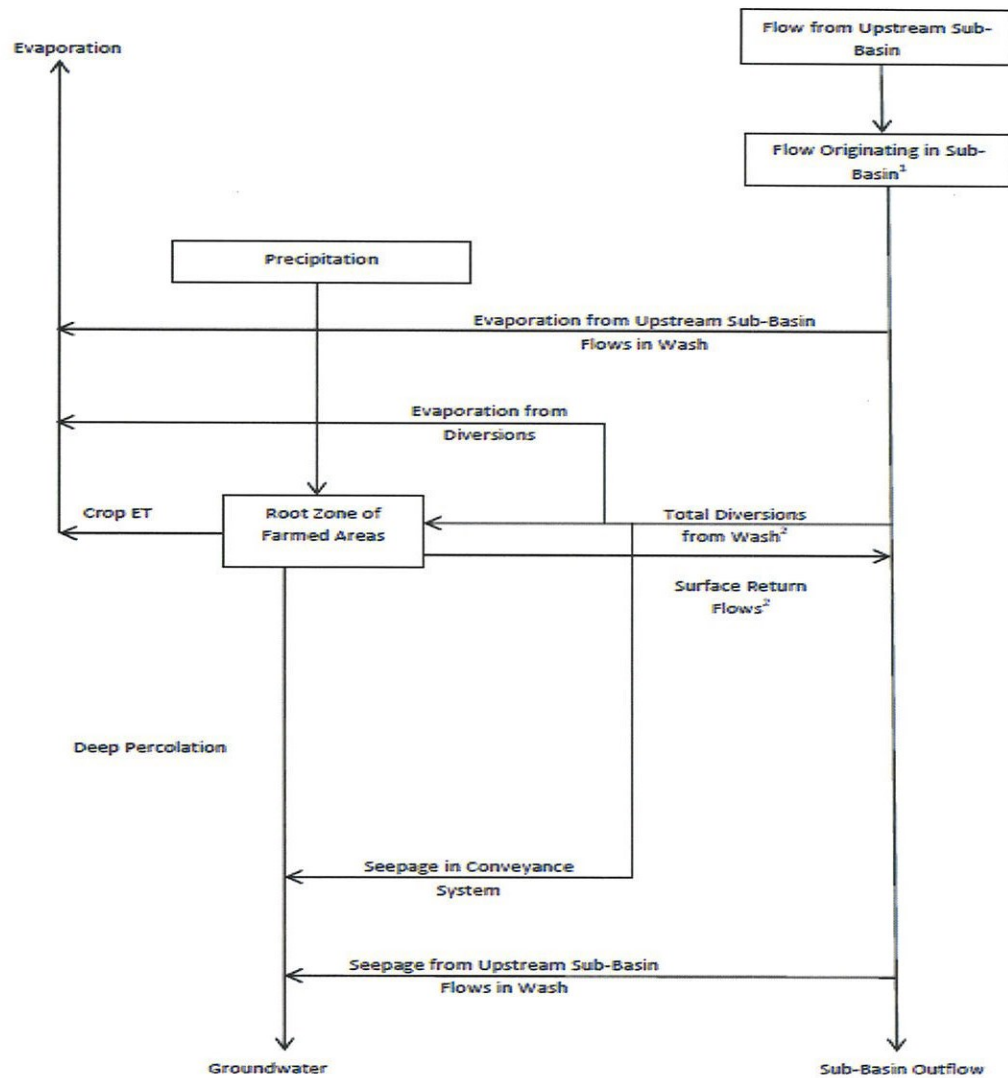 Evaporation
Flow from Upstream Sub-
Basin
Flow Originating in Sub-
Basin¹
Precipitation
Evaporation from Upstream Sub-Basin
Flows in Wash
Evaporation from
Diversions
Crop ET
Root Zone of
Farmed Areas
Total Diversions
from Wash²
Surface Return
Flows²
Deep Percolation
Seepage in Conveyance
System
Seepage from Upstream Sub-Basin
Flows in Wash
Groundwater
Sub-Basin Outflow